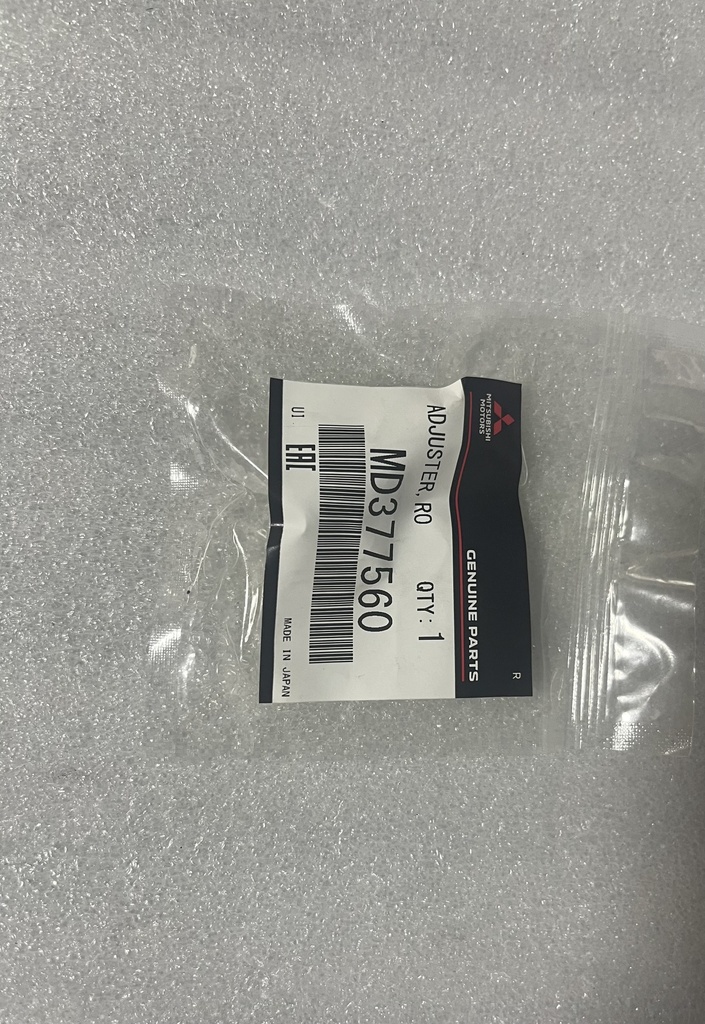 MITSUBISHI
MOTORS
GENUINE PARTS
R
ADJUSTER, RO QTY: 1
MD377560
U1 EAC MADE IN JAPAN